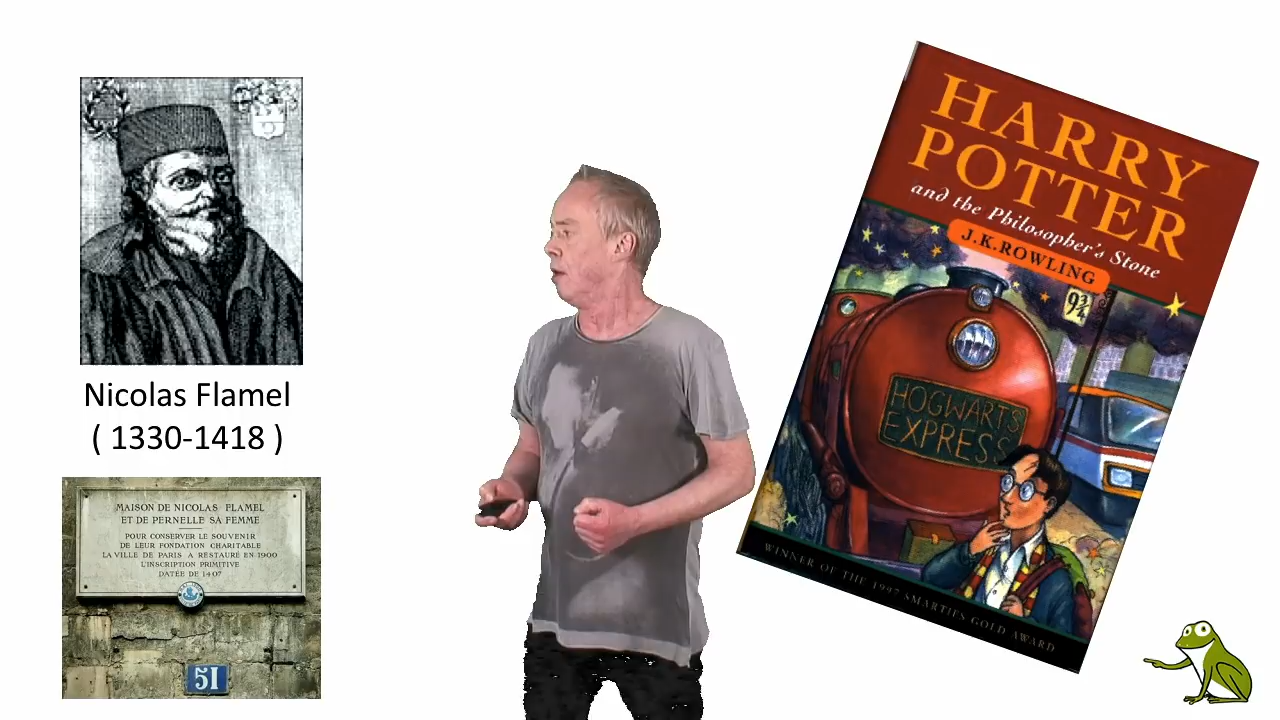 Nicolas Flamel
( 1330-1418 )
MAISON DE NICOLAS FLAMEL
ET DE PERNELLE SA FEMME
POUR CONSERVER LE SOUVENIR
DE LEUR FONDATION CHARITABLE
LA VILLE DE PARIS A RESTAURÉ EN 1900
L'INSCRIPTION PRIMITIVE
DATÉE DE 1407
51
HARRY
POTTER
and the Philosopher's Stone
J.K.ROWLING
9¾
HOGWARTS
EXPRESS
WINNER OF THE 1997 SMARTIES GOLD AWARD